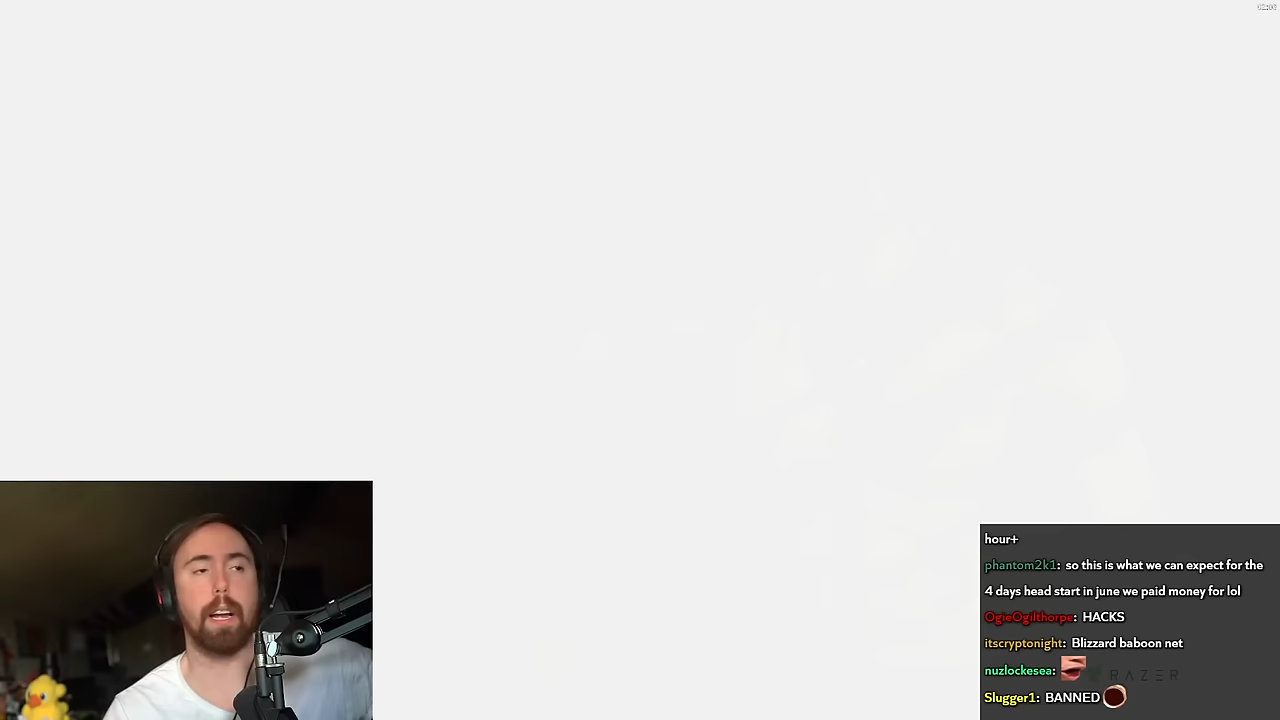 hour+
phantom2k1: so this is what we can expect for the
4 days head start in june we paid money for lol
OgieOgilthorpe: HACKS
itscryptonight: Blizzard baboon net
nuzlockesea:
RAZER
Slugger1: BANNED